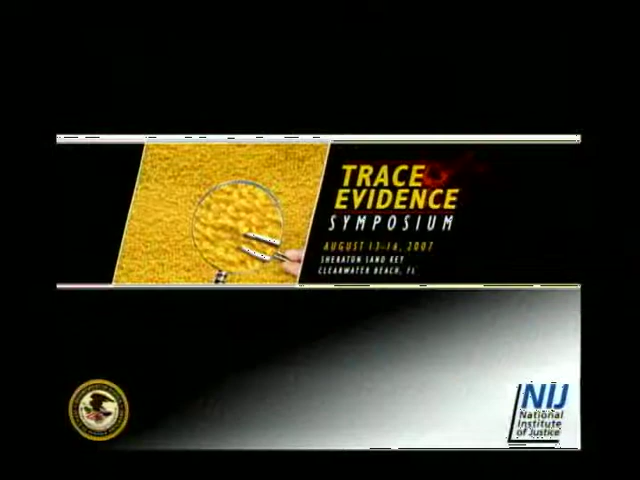 TRACE
EVIDENCE
SYMPOSIUM
AUGUST 13-16, 2007
SHERATON SAND KEY
CLEARWATER BEACH, FL
NIJ
National
Institute
of Justice